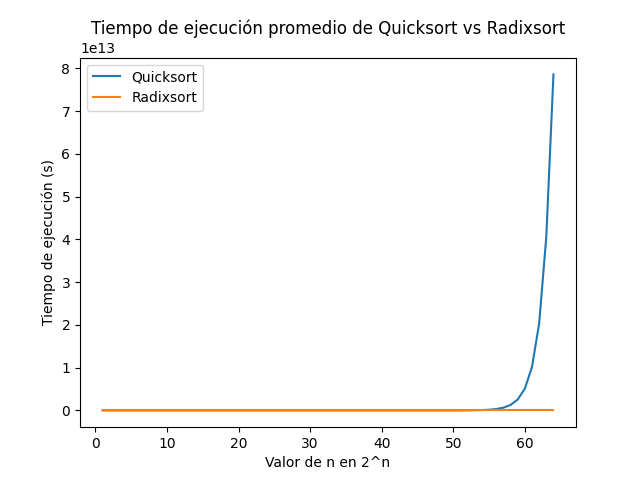 Tiempo de ejecución promedio de Quicksort vs Radixsort
1e13
Quicksort
Radixsort
8
7
6
5
4
3
2
1
0
Tiempo de ejecución (s)
0 10 20 30 40 50 60
Valor de n en 2^n